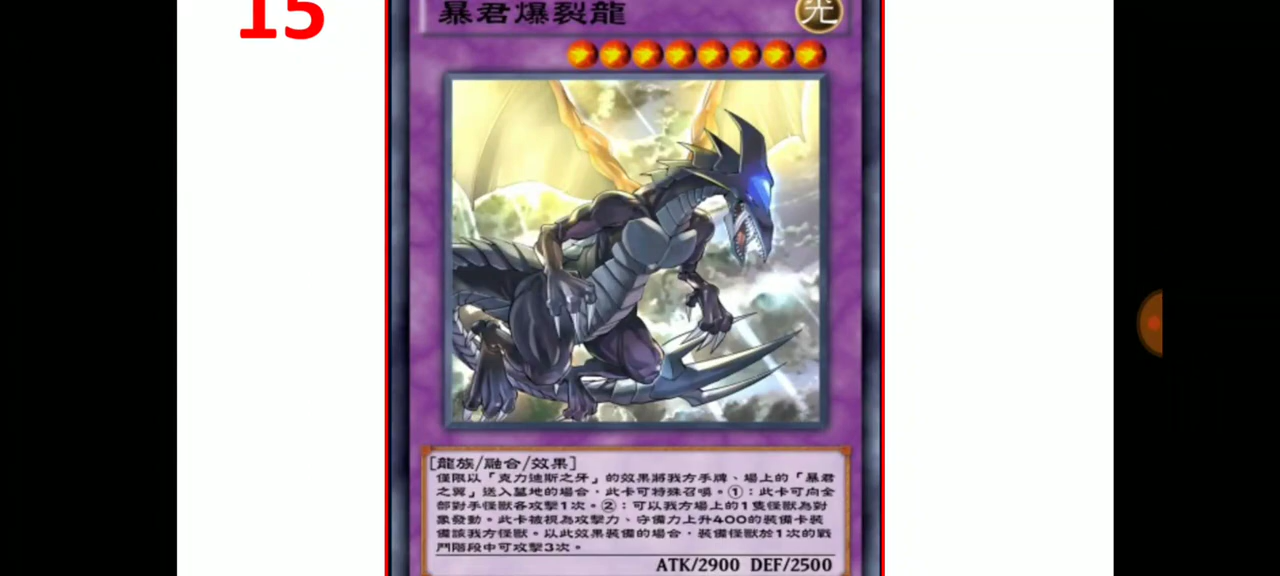 15
暴君爆裂龍
光
[龍族/融合/效果]
僅限以「克力迪斯之牙」的效果將我方手牌、場上的「暴君
之翼」送入墓地的場合，此卡可特殊召喚。①：此卡可向全
部對手怪獸各攻擊1次。②：可以我方場上的1隻怪獸為對
象發動。此卡被視為攻擊力、守備力上升400的裝備卡裝
備該我方怪獸。以此效果裝備的場合，裝備怪獸於1次的戰
鬥階段中可攻擊3次。
ATK/2900 DEF/2500